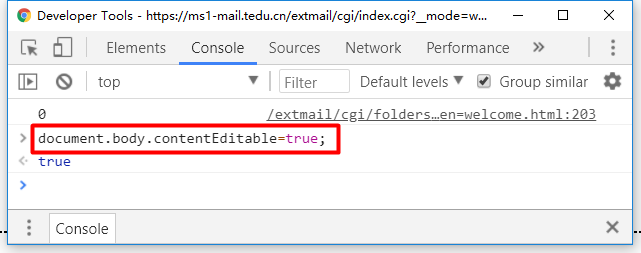 Developer Tools - https://ms1-mail.tedu.cn/extmail/cgi/index.cgi?__mode=w...
Elements Console Sources Network Performance »
top Filter Default levels ▼ Group similar
0 /extmail/cgi/folders…en=welcome.html:203
> document.body.contentEditable=true;
true
>
Console